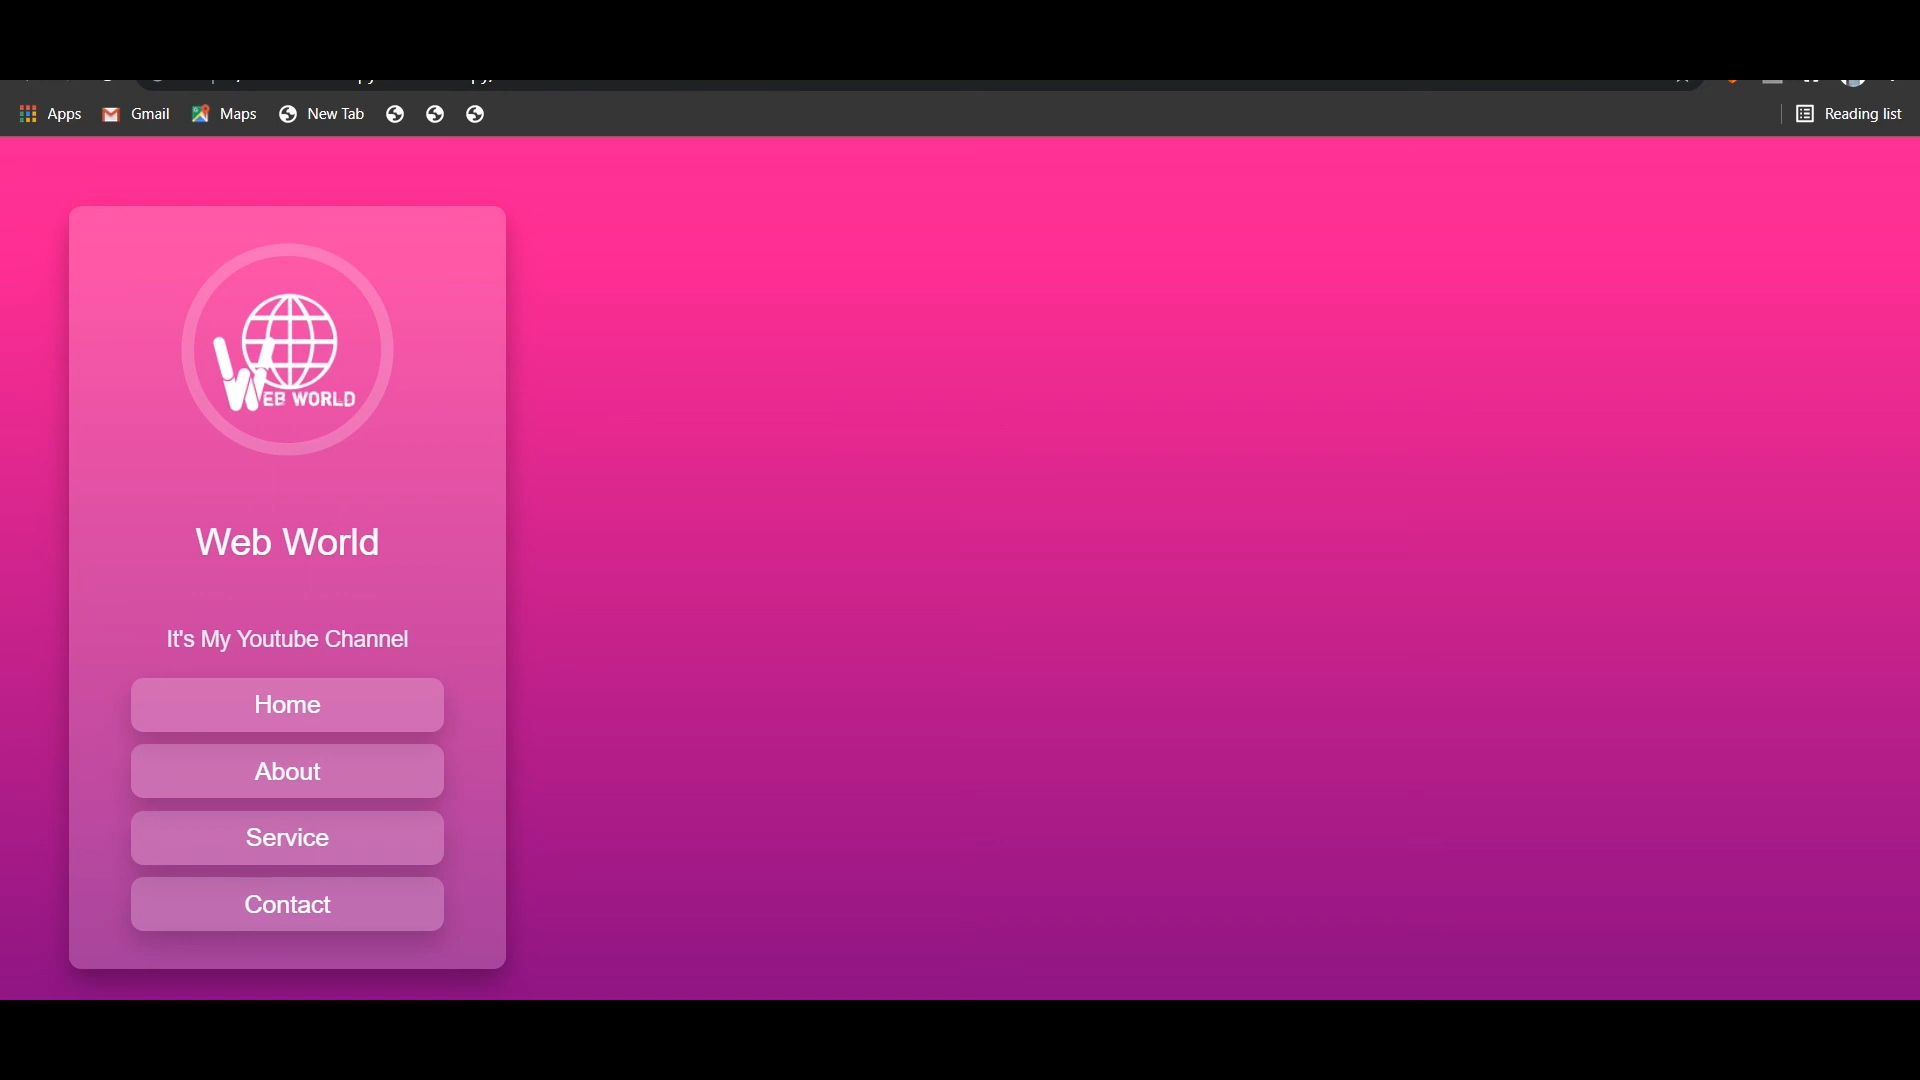 Apps Gmail Maps New Tab Reading list
WEB WORLD
Web World
It's My Youtube Channel
Home
About
Service
Contact